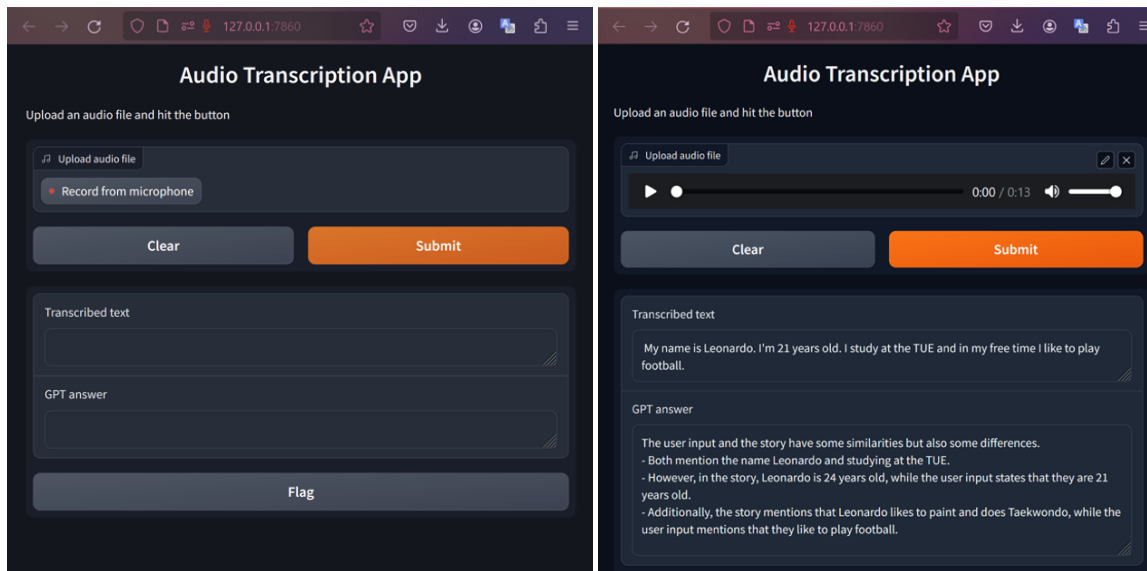 127.0.0.1:7860
Audio Transcription App
Upload an audio file and hit the button
Upload audio file
Record from microphone
Clear
Submit
Transcribed text
GPT answer
Flag
127.0.0.1:7860
Audio Transcription App
Upload an audio file and hit the button
Upload audio file
0:00 / 0:13
Clear
Submit
Transcribed text
My name is Leonardo. I'm 21 years old. I study at the TUE and in my free time I like to play
football.
GPT answer
The user input and the story have some similarities but also some differences.
- Both mention the name Leonardo and studying at the TUE.
- However, in the story, Leonardo is 24 years old, while the user input states that they are 21
years old.
- Additionally, the story mentions that Leonardo likes to paint and does Taekwondo, while the
user input mentions that they like to play football.